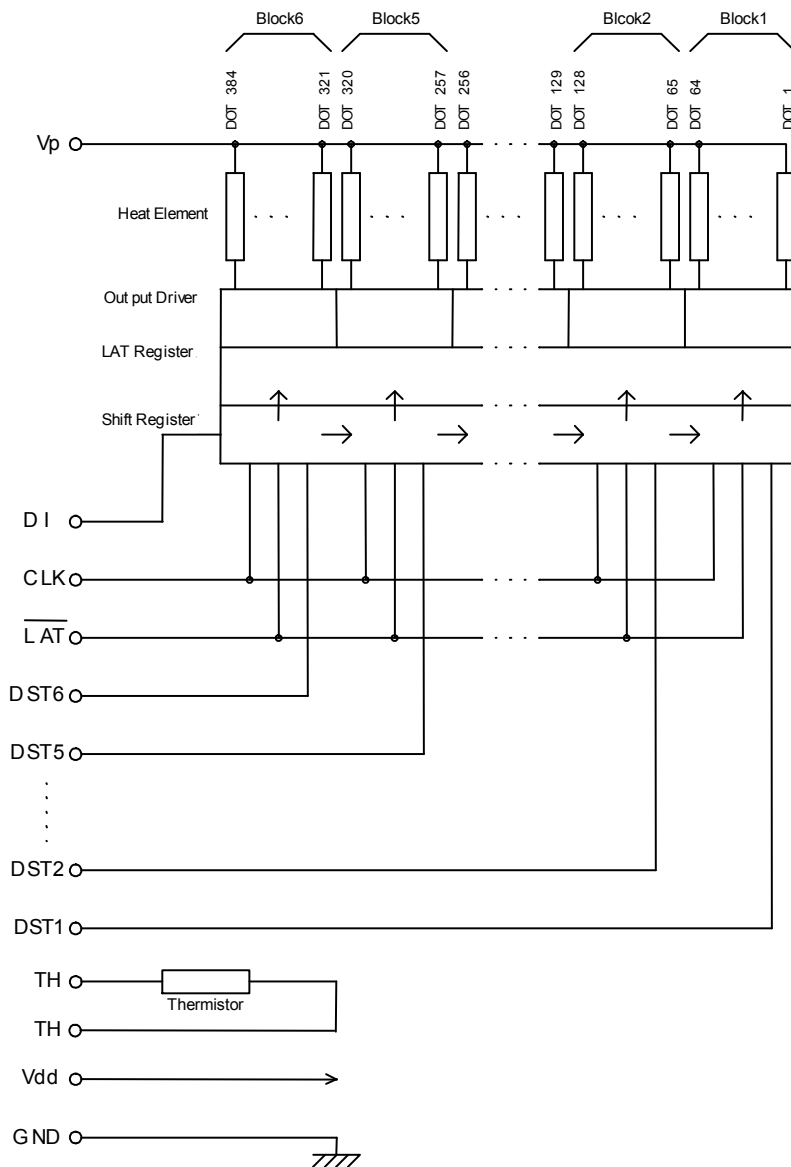 Block6 Block5 Blcok2 Block1
DOT 384 DOT 321 DOT 320 DOT 257 DOT 256 DOT 129 DOT 128 DOT 65 DOT 64 DOT 1
Vp
Heat Element
Out put Driver
LAT Register
Shift Register
DI
CLK
LAT
DST6
DST5
DST2
DST1
TH
Thermistor
TH
Vdd
GND